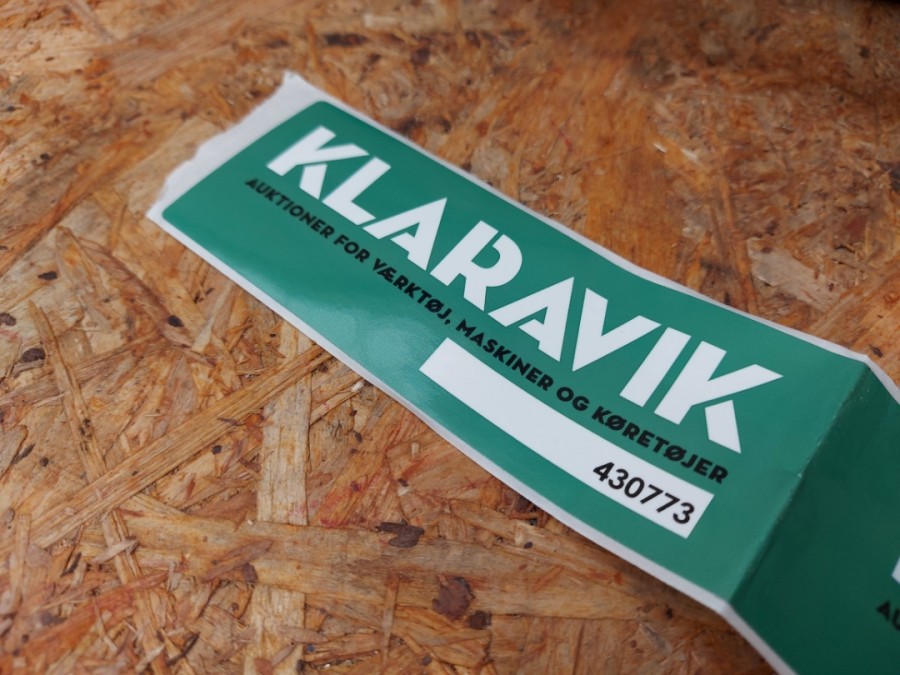 KLARAVIK
AUKTIONER FOR VÆRKTØJ, MASKINER OG KØRETØJER
430773